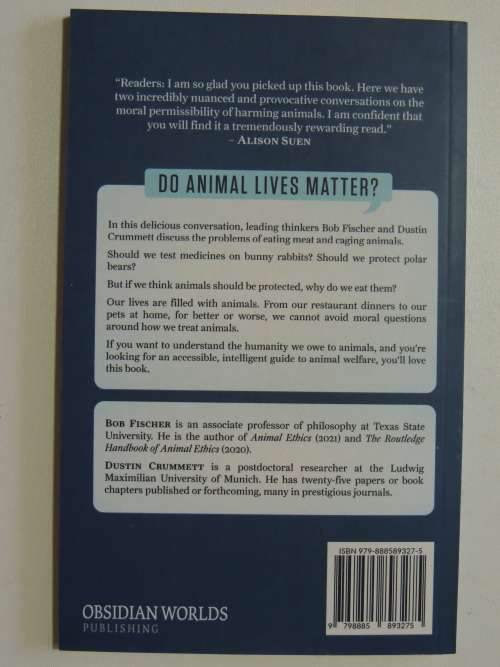 “Readers: I am so glad you picked up this book. Here we have
two incredibly nuanced and provocative conversations on the
moral permissibility of harming animals. I am confident that
you will find it a tremendously rewarding read.”
– ALISON SUEN
DO ANIMAL LIVES MATTER?
In this delicious conversation, leading thinkers Bob Fischer and Dustin
Crummett discuss the problems of eating meat and caging animals.
Should we test medicines on bunny rabbits? Should we protect polar
bears?
But if we think animals should be protected, why do we eat them?
Our lives are filled with animals. From our restaurant dinners to our
pets at home, for better or worse, we cannot avoid moral questions
around how we treat animals.
If you want to understand the humanity we owe to animals, and you're
looking for an accessible, intelligent guide to animal welfare, you'll love
this book.
BOB FISCHER is an associate professor of philosophy at Texas State
University. He is the author of Animal Ethics (2021) and The Routledge
Handbook of Animal Ethics (2020).
DUSTIN CRUMMETT is a postdoctoral researcher at the Ludwig
Maximilian University of Munich. He has twenty-five papers or book
chapters published or forthcoming, many in prestigious journals.
ISBN 979-888589327-5
9 798885 893275
OBSIDIAN WORLDS
PUBLISHING